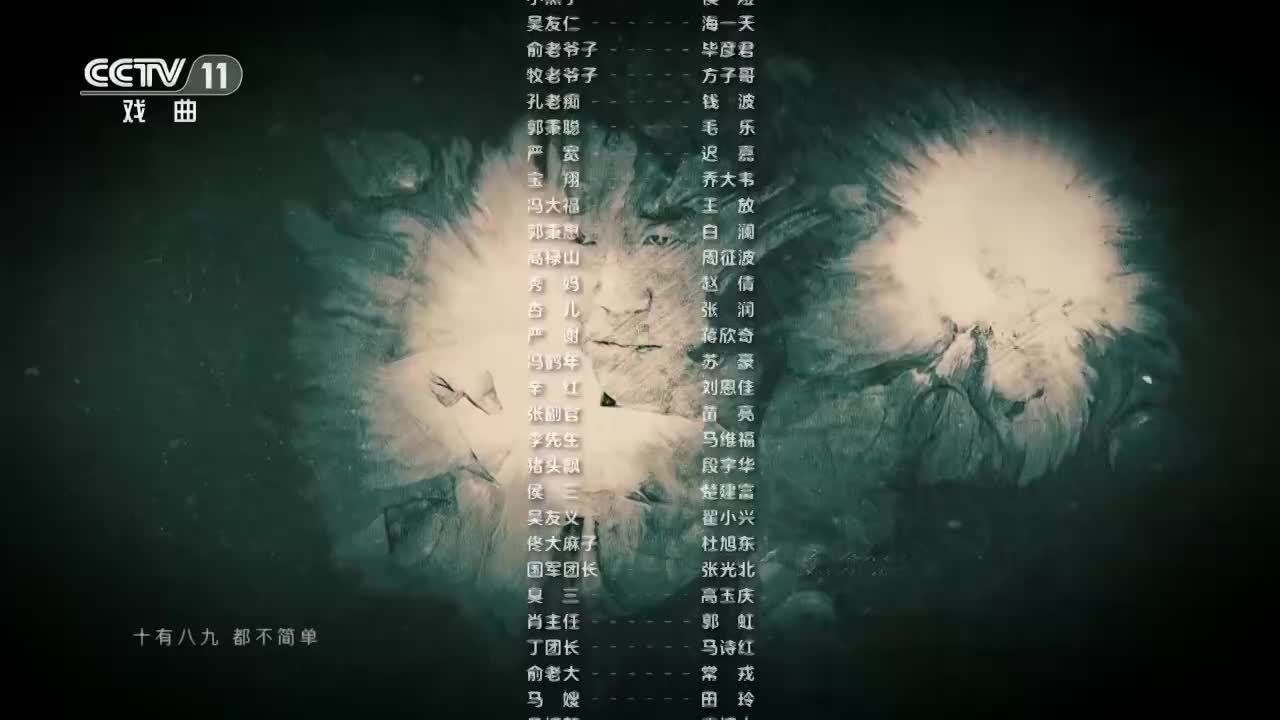 吴友仁 - - - - - - 海一天
CCTV 11
戏曲
俞老爷子 - - - - - 毕彦君
牧老爷子 - - - - - 方子哥
孔老痴 - - - - - - 钱 波
郭秉聪 - - - - - - 毛 乐
严 宽 - - - - - - 迟 嘉
宝 翔 - - - - - - 乔大韦
冯大福 - - - - - - 王 放
郭秉忠 - - - - - - 白 澜
高禄山 周征波
秀 妈 赵 倩
杏 儿 张 润
严 谢 蒋欣奇
冯鹤年 苏 豪
辛 红 刘恩佳
张副官 苗 亮
李先生 马维福
猪头飘 段宇华
侯 三 楚建富
吴友义 翟小兴
佟大麻子 杜旭东
国军团长 张光北
臭 三 - - - - - - 高玉庆
肖主任 - - - - - - 郭 虹
十有八九 都不简单
丁团长 - - - - - - 马诗红
俞老大 - - - - - - 常 戎
马 嫂 - - - - - - 田 玲